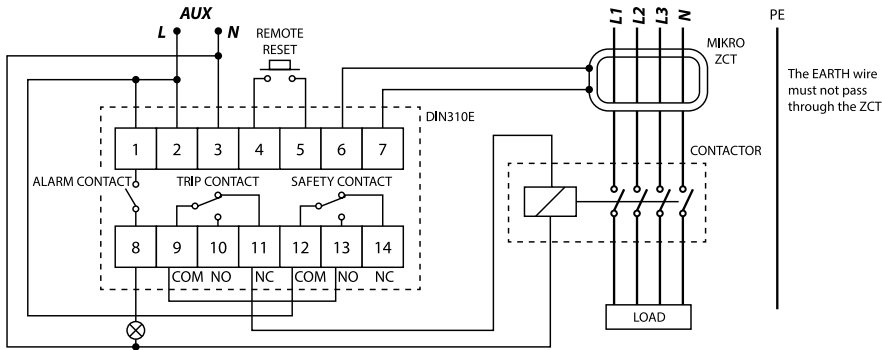 AUX
L N
REMOTE
RESET
L1 L2 L3 N
PE
MIKRO
ZCT
The EARTH wire
must not pass
through the ZCT
DIN310E
1 2 3 4 5 6 7
CONTACTOR
ALARM CONTACT TRIP CONTACT SAFETY CONTACT
8 9 10 11 12 13 14
COM NO NC COM NO NC
LOAD